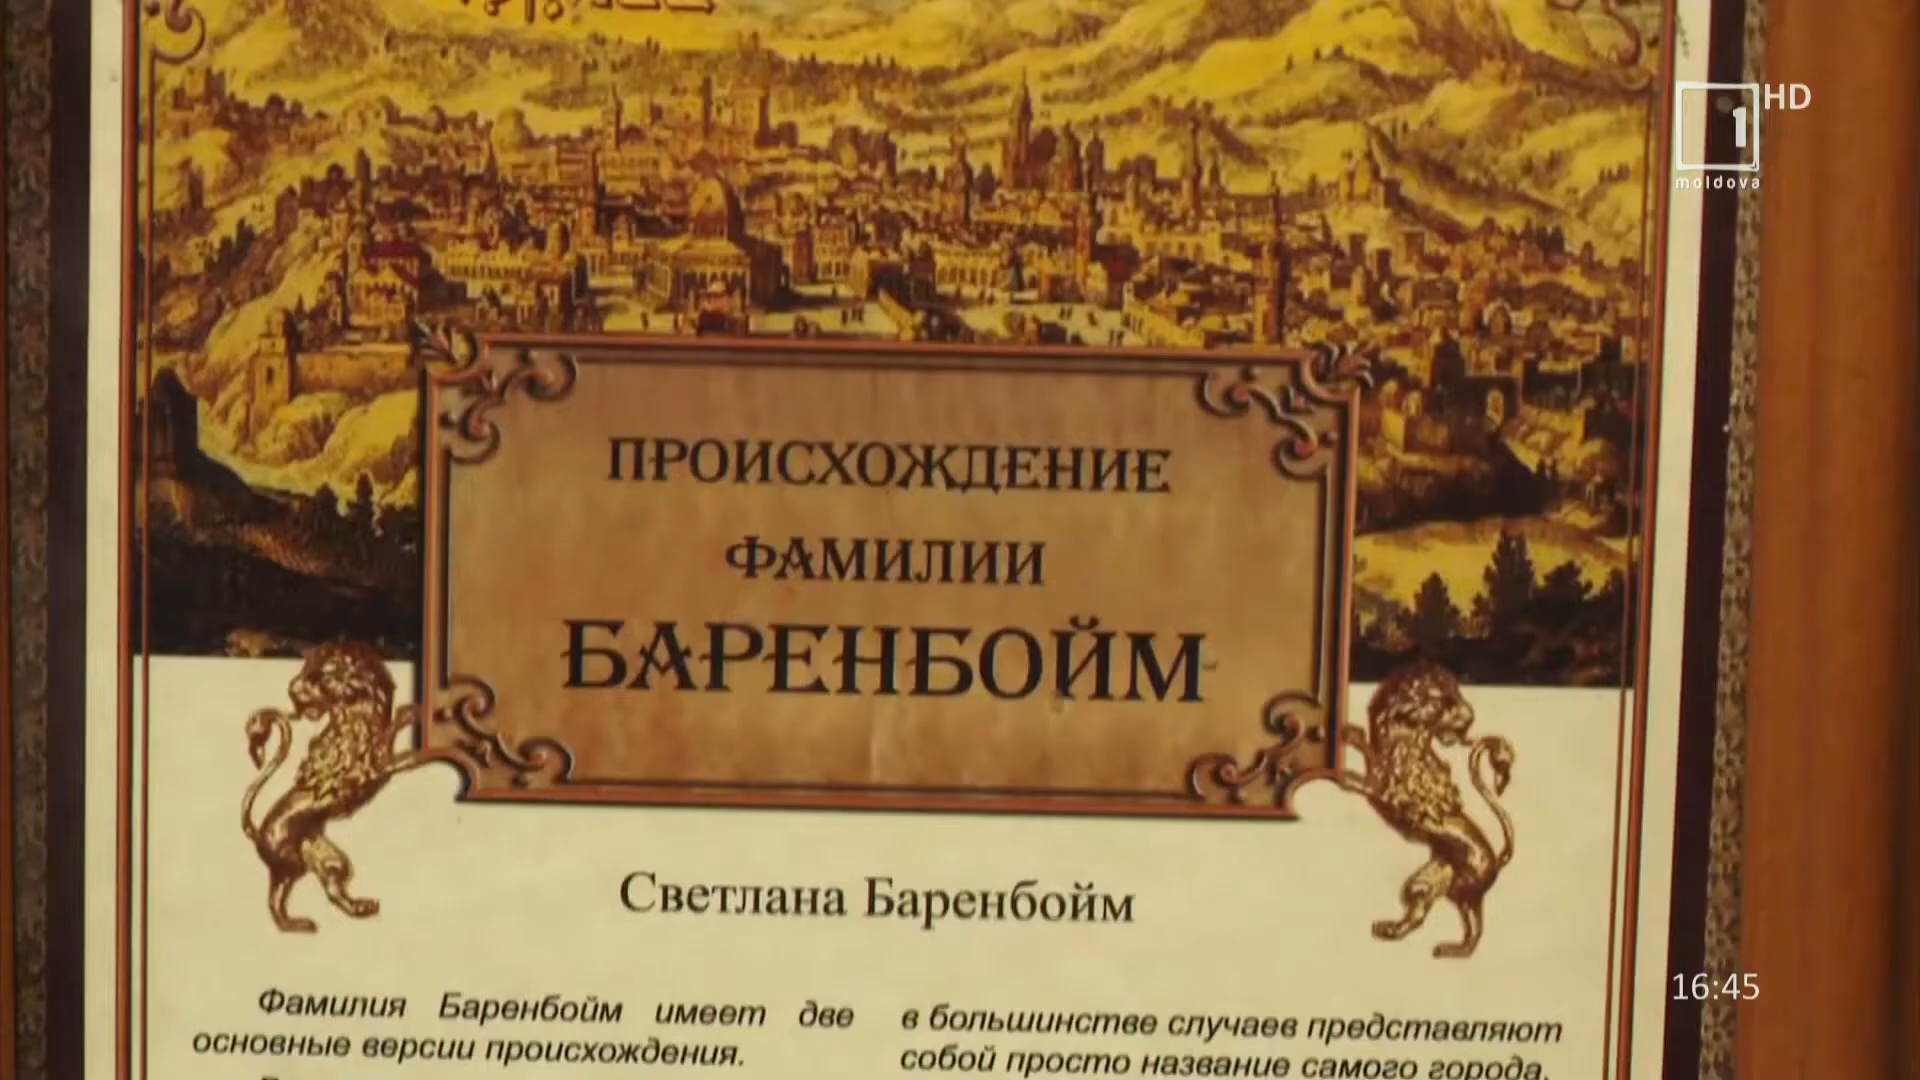 1 HD
moldova
ПРОИСХОЖДЕНИЕ
ФАМИЛИИ
БАРЕНБОЙМ
Светлана Баренбойм
Фамилия Баренбойм имеет две
основные версии происхождения.
в большинстве случаев представляют
собой просто название самого города,
16:45